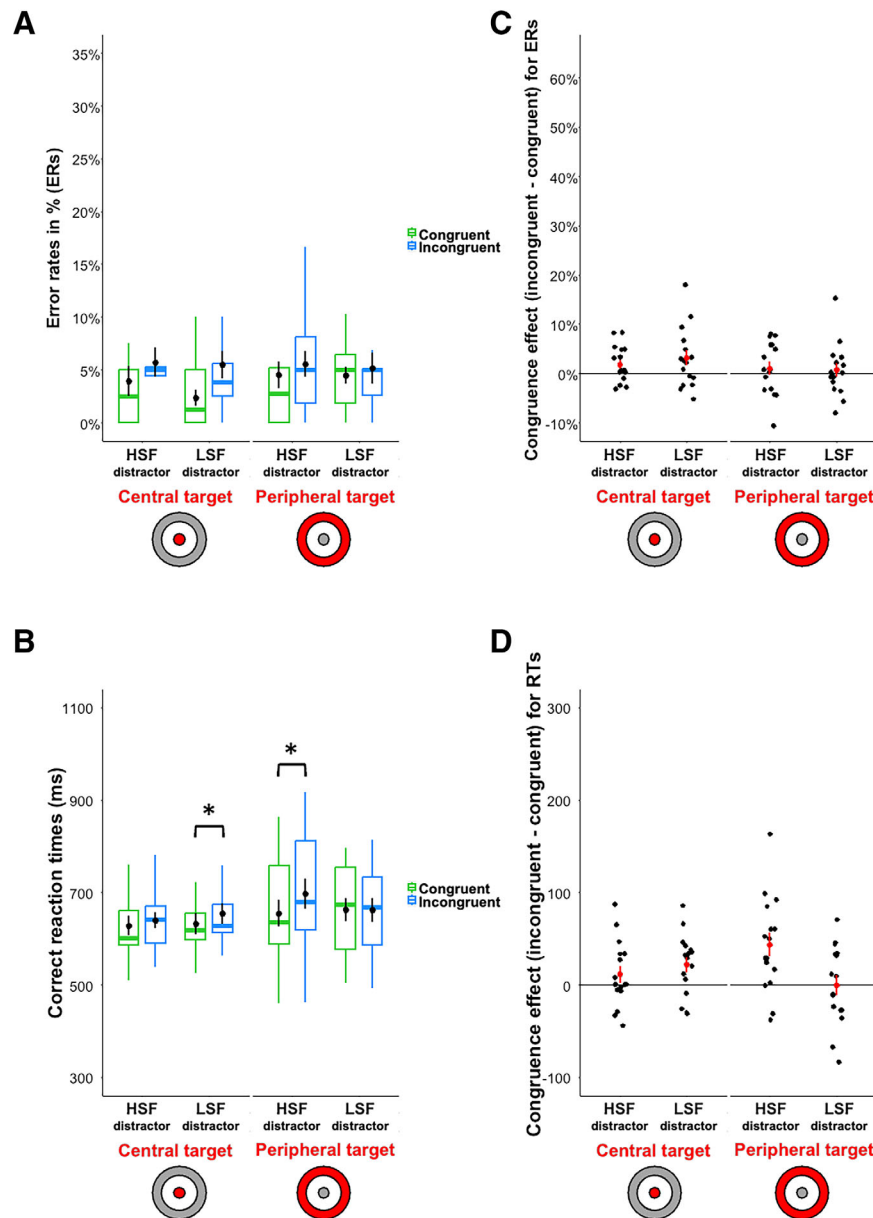 A
Error rates in % (ERs)
35%
30%
25%
20%
15%
10%
5%
0%
HSF
distractor
LSF
distractor
HSF
distractor
LSF
distractor
Central target
Peripheral target
Congruent
Incongruent
C
Congruence effect (incongruent - congruent) for ERs
60%
50%
40%
30%
20%
10%
0%
-10%
HSF
distractor
LSF
distractor
HSF
distractor
LSF
distractor
Central target
Peripheral target
B
Correct reaction times (ms)
1100
900
700
500
300
*
*
HSF
distractor
LSF
distractor
HSF
distractor
LSF
distractor
Central target
Peripheral target
Congruent
Incongruent
D
Congruence effect (incongruent - congruent) for RTs
300
200
100
0
-100
HSF
distractor
LSF
distractor
HSF
distractor
LSF
distractor
Central target
Peripheral target